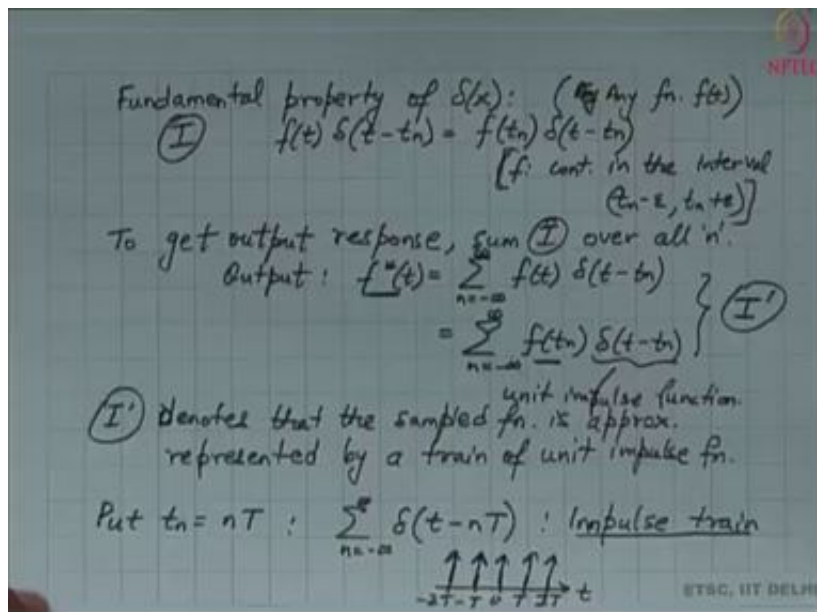 NPTEL
Fundamental property of δ(x): (Any fn. f(t))
Ⓘ f(t) δ(t-tn) = f(tn) δ(t-tn)
[f: cont. in the interval
(tn-ε, tn+ε)]
To get output response, sum Ⓘ over all 'n'.
Output: f*(t) = ∑_{n=-∞}^{∞} f(t) δ(t-tn)
= ∑_{n=-∞}^{∞} f(tn) δ(t-tn) } (I')
unit impulse function.
(I') denotes that the sampled fn. is approx.
represented by a train of unit impulse fn.
Put tn = nT : ∑_{n=-∞}^{∞} δ(t-nT) : Impulse train
-2T -T 0 T 2T t
ETSC, IIT DELHI